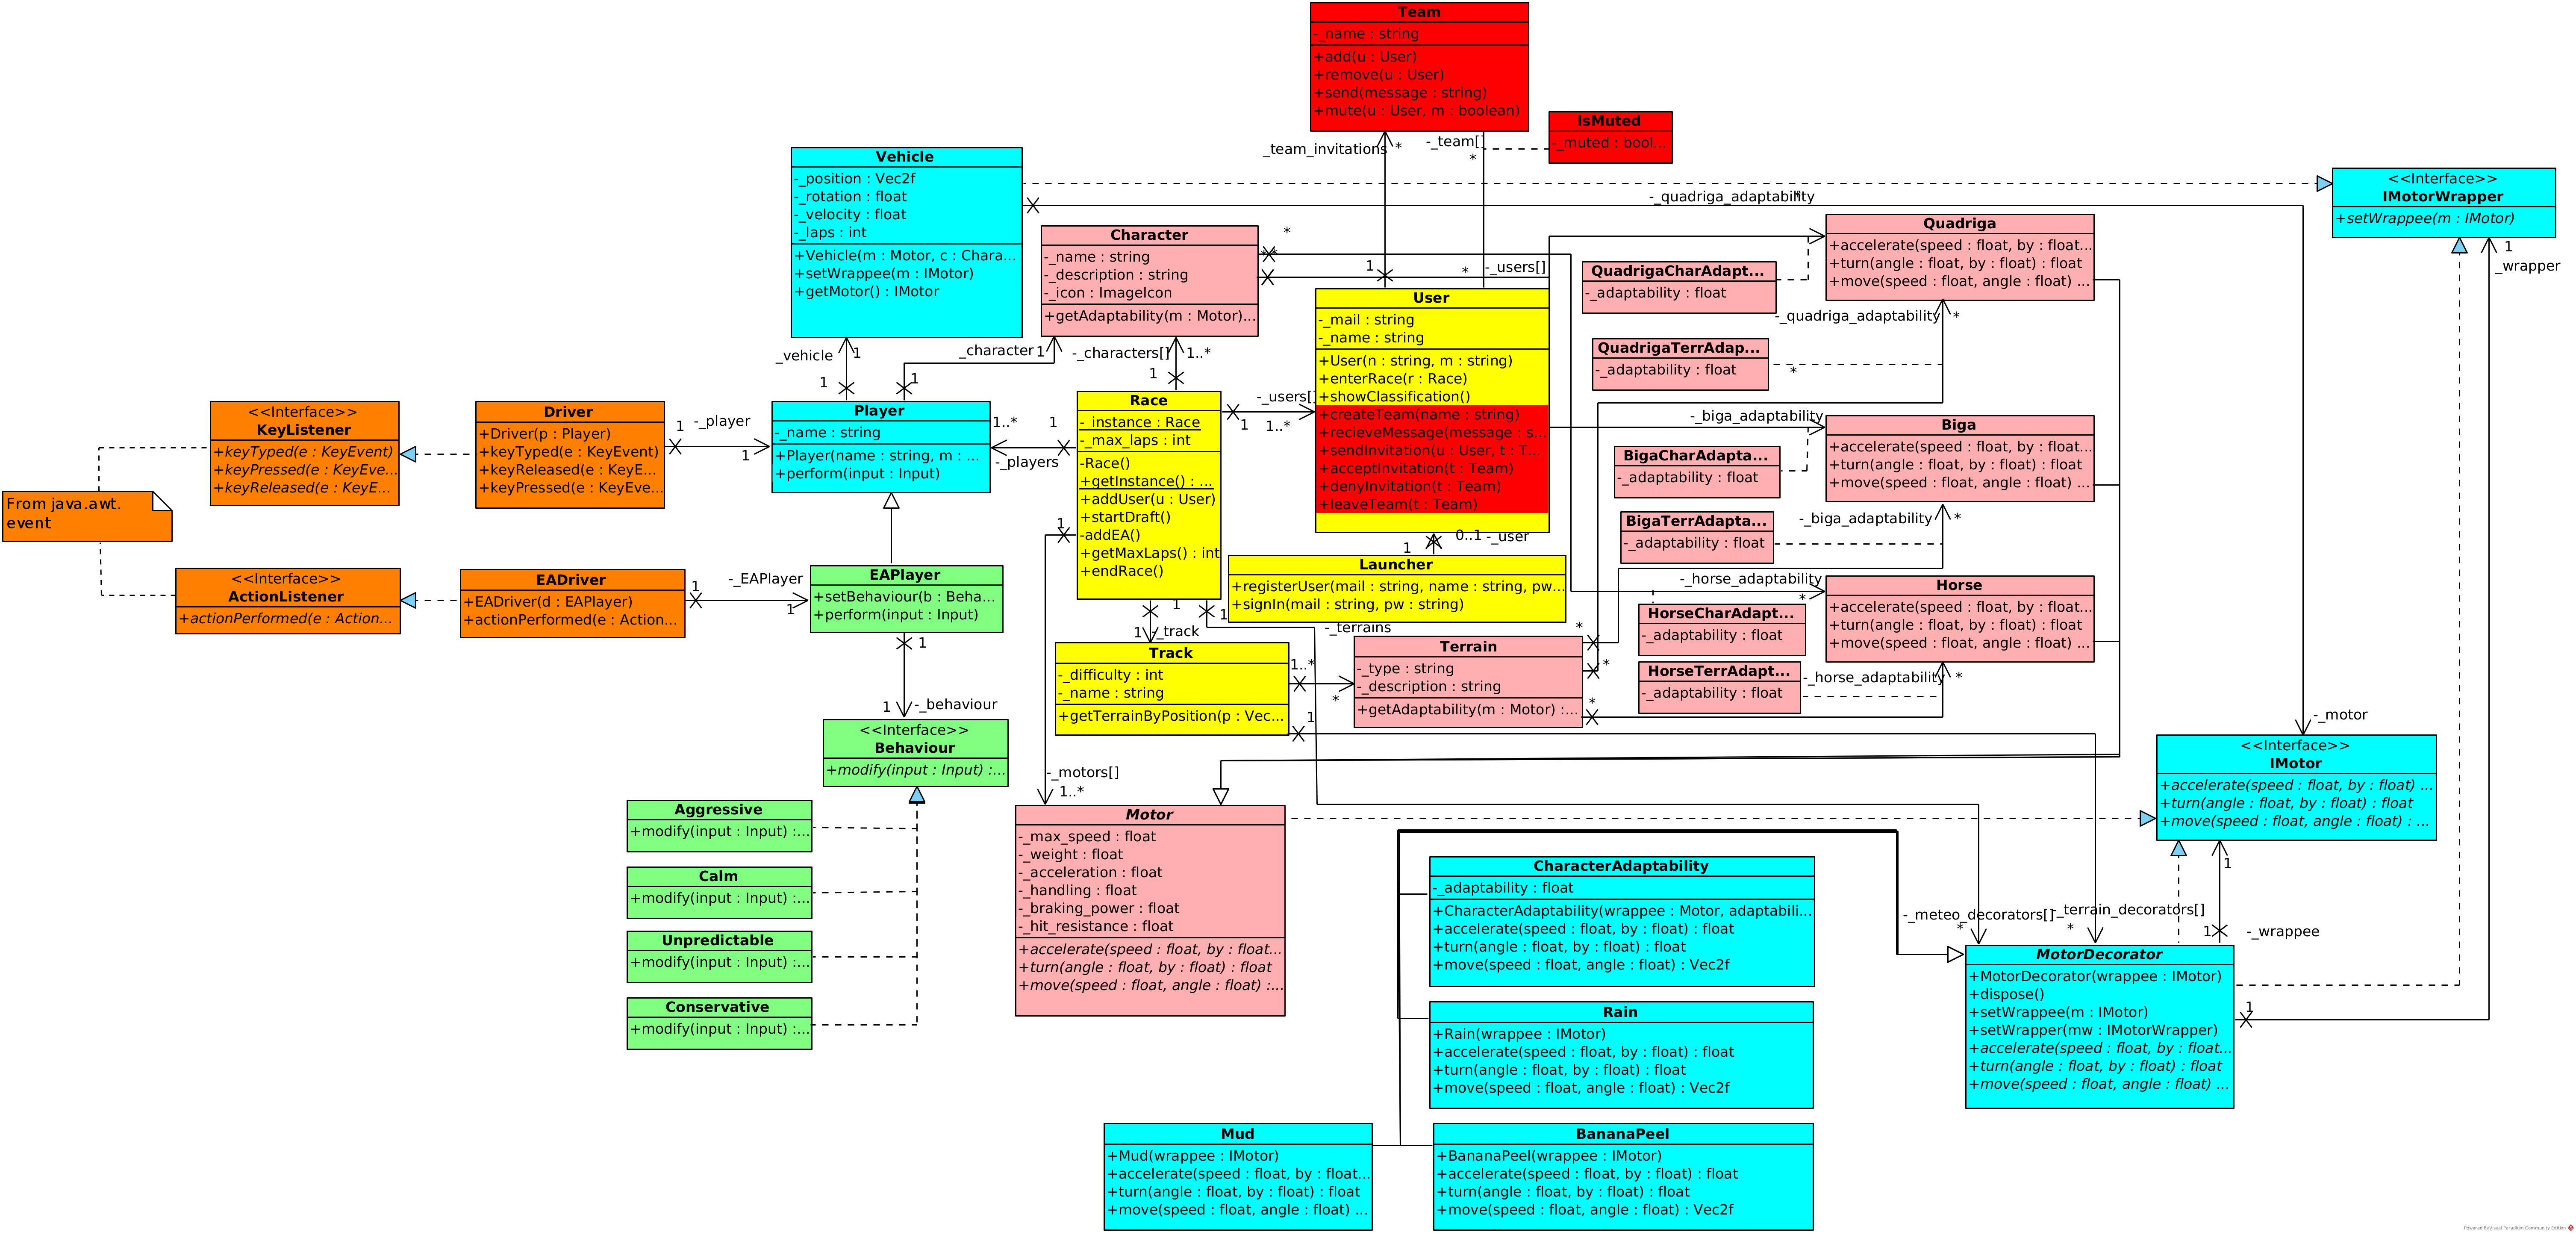 Team
-_name : string
+add(u : User)
+remove(u : User)
+send(message : string)
+mute(u : User, m : boolean)
IsMuted
-_muted : bool...
_team_invitations
*
-_team[]
*
Vehicle
-_position : Vec2f
-_rotation : float
-_velocity : float
-_laps : int
+Vehicle(m : Motor, c : Chara...
+setWrappee(m : IMotor)
+getMotor() : IMotor
<<Interface>>
IMotorWrapper
+setWrappee(m : IMotor)
1
_wrapper
-_quadriga_adaptability
*
Character
-_name : string
-_description : string
-_icon : ImageIcon
+getAdaptability(m : Motor)...
*
**
1
*
-_users[]
Quadriga
+accelerate(speed : float, by : float...
+turn(angle : float, by : float) : float
+move(speed : float, angle : float) ...
QuadrigaCharAdapt...
-_adaptability : float
-_quadriga_adaptability
*
QuadrigaTerrAdap...
-_adaptability : float
*
User
-_mail : string
-_name : string
+User(n : string, m : string)
+enterRace(r : Race)
+showClassification()
+createTeam(name : string)
+recieveMessage(message : s...
+sendInvitation(u : User, t : T...
+acceptInvitation(t : Team)
+denyInvitation(t : Team)
+leaveTeam(t : Team)
_vehicle
1
1
_character
1
1
-_characters[]
1..*
1
<<Interface>>
KeyListener
+keyTyped(e : KeyEvent)
+keyPressed(e : KeyEve...
+keyReleased(e : KeyE...
Driver
+Driver(p : Player)
+keyTyped(e : KeyEvent)
+keyReleased(e : KeyE...
+keyPressed(e : KeyEve...
1
-_player
1
Player
-_name : string
+Player(name : string, m : ...
+perform(input : Input)
1..*
1
-_players
Race
-_instance : Race
-_max_laps : int
-Race()
+getInstance() : ...
+addUser(u : User)
+startDraft()
-addEA()
+getMaxLaps() : int
+endRace()
-_users[]
1
1..*
-_biga_adaptability
Biga
+accelerate(speed : float, by : float...
+turn(angle : float, by : float) : float
+move(speed : float, angle : float) ...
BigaCharAdapta...
-_adaptability : float
BigaTerrAdapta...
-_adaptability : float
-_biga_adaptability
*
From java.awt.
event
<<Interface>>
ActionListener
+actionPerformed(e : Action...
EADriver
+EADriver(d : EAPlayer)
+actionPerformed(e : Action...
1
-_EAPlayer
1
EAPlayer
+setBehaviour(b : Beha...
+perform(input : Input)
1
1
-_behaviour
1
0..1
-_user
1
Launcher
+registerUser(mail : string, name : string, pw...
+signIn(mail : string, pw : string)
-_horse_adaptability
*
Horse
+accelerate(speed : float, by : float...
+turn(angle : float, by : float) : float
+move(speed : float, angle : float) ...
HorseCharAdapt...
-_adaptability : float
HorseTerrAdapt...
-_adaptability : float
-_horse_adaptability
*
1
1
1
-_track
Track
-_difficulty : int
-_name : string
+getTerrainByPosition(p : Vec...
-_terrains
1..*
*
1
Terrain
-_type : string
-_description : string
+getAdaptability(m : Motor) :...
*
*
*
<<Interface>>
Behaviour
+modify(input : Input) :...
Aggressive
+modify(input : Input) :...
Calm
+modify(input : Input) :...
Unpredictable
+modify(input : Input) :...
Conservative
+modify(input : Input) :...
-_motors[]
1..*
Motor
-_max_speed : float
-_weight : float
-_acceleration : float
-_handling : float
-_braking_power : float
-_hit_resistance : float
+accelerate(speed : float, by : float...
+turn(angle : float, by : float) : float
+move(speed : float, angle : float) :...
-_motor
<<Interface>>
IMotor
+accelerate(speed : float, by : float) ...
+turn(angle : float, by : float) : float
+move(speed : float, angle : float) : ...
1
CharacterAdaptability
-_adaptability : float
+CharacterAdaptability(wrappee : Motor, adaptabili...
+accelerate(speed : float, by : float) : float
+turn(angle : float, by : float) : float
+move(speed : float, angle : float) : Vec2f
-_meteo_decorators[]
*
-_terrain_decorators[]
*
1
-_wrappee
MotorDecorator
+MotorDecorator(wrappee : IMotor)
+dispose()
+setWrappee(m : IMotor)
+setWrapper(mw : IMotorWrapper)
+accelerate(speed : float, by : float...
+turn(angle : float, by : float) : float
+move(speed : float, angle : float) ...
1
Rain
+Rain(wrappee : IMotor)
+accelerate(speed : float, by : float) : float
+turn(angle : float, by : float) : float
+move(speed : float, angle : float) : Vec2f
Mud
+Mud(wrappee : IMotor)
+accelerate(speed : float, by : float...
+turn(angle : float, by : float) : float
+move(speed : float, angle : float) ...
BananaPeel
+BananaPeel(wrappee : IMotor)
+accelerate(speed : float, by : float) : float
+turn(angle : float, by : float) : float
+move(speed : float, angle : float) : Vec2f
Powered By Visual Paradigm Community Edition